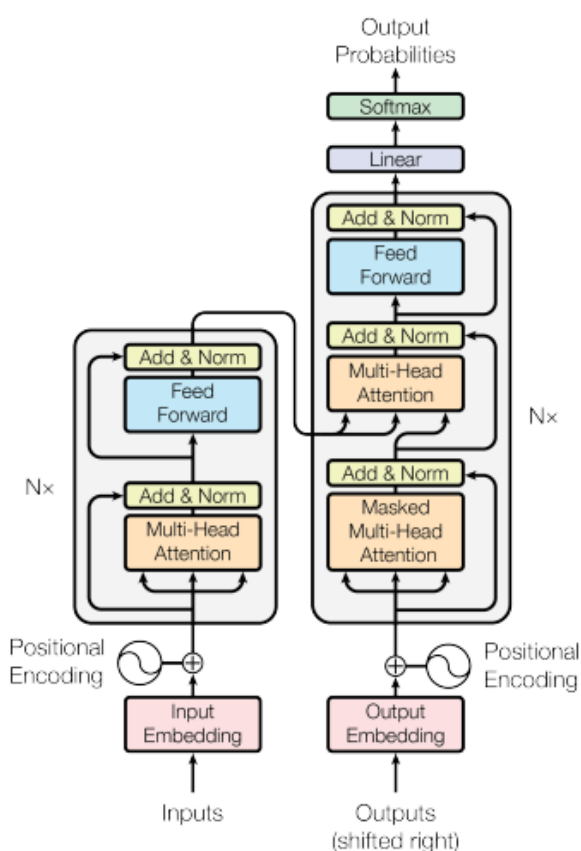 Output
Probabilities
Softmax
Linear
Add & Norm
Feed
Forward
Add & Norm
Multi-Head
Attention
Nx
Add & Norm
Masked
Multi-Head
Attention
Add & Norm
Feed
Forward
Nx
Add & Norm
Multi-Head
Attention
Positional
Encoding
Positional
Encoding
Input
Embedding
Output
Embedding
Inputs
Outputs
(shifted right)